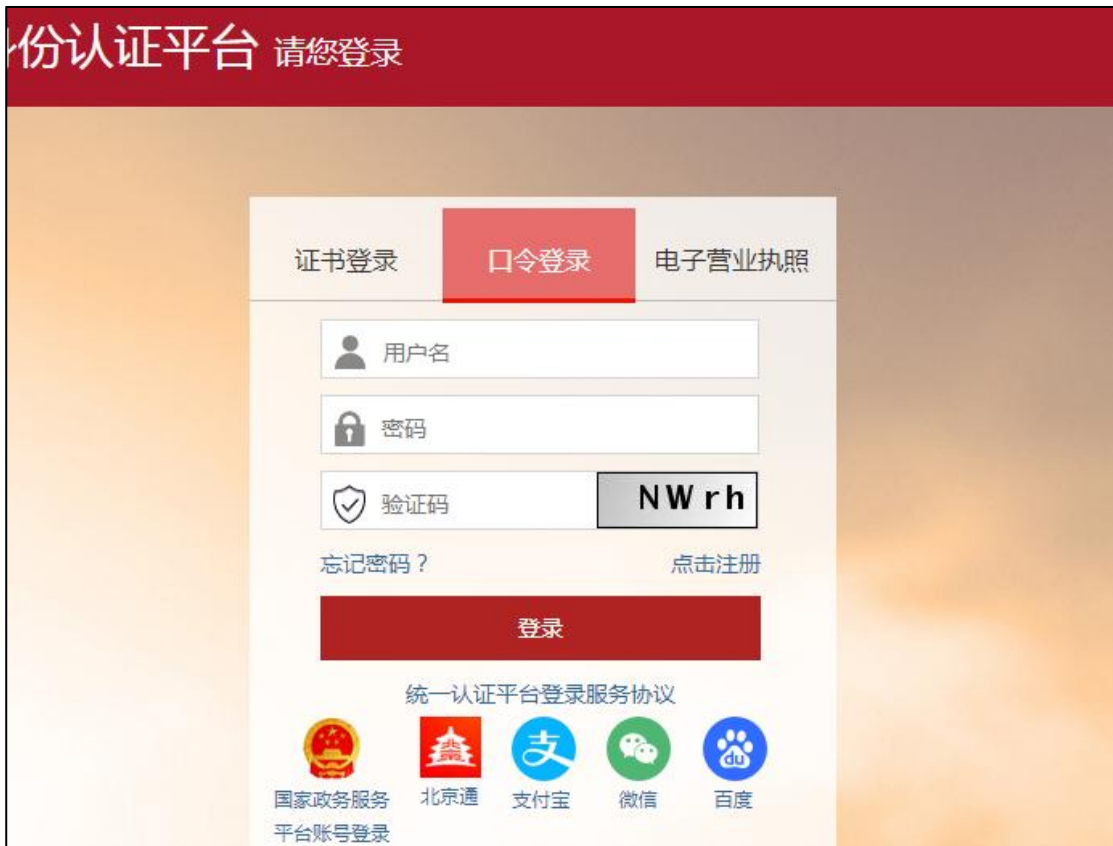 份认证平台 请您登录
证书登录 口令登录 电子营业执照
用户名
密码
验证码 NWrh
忘记密码？ 点击注册
登录
统一认证平台登录服务协议
支 du
国家政务服务 北京通 支付宝 微信 百度
平台账号登录